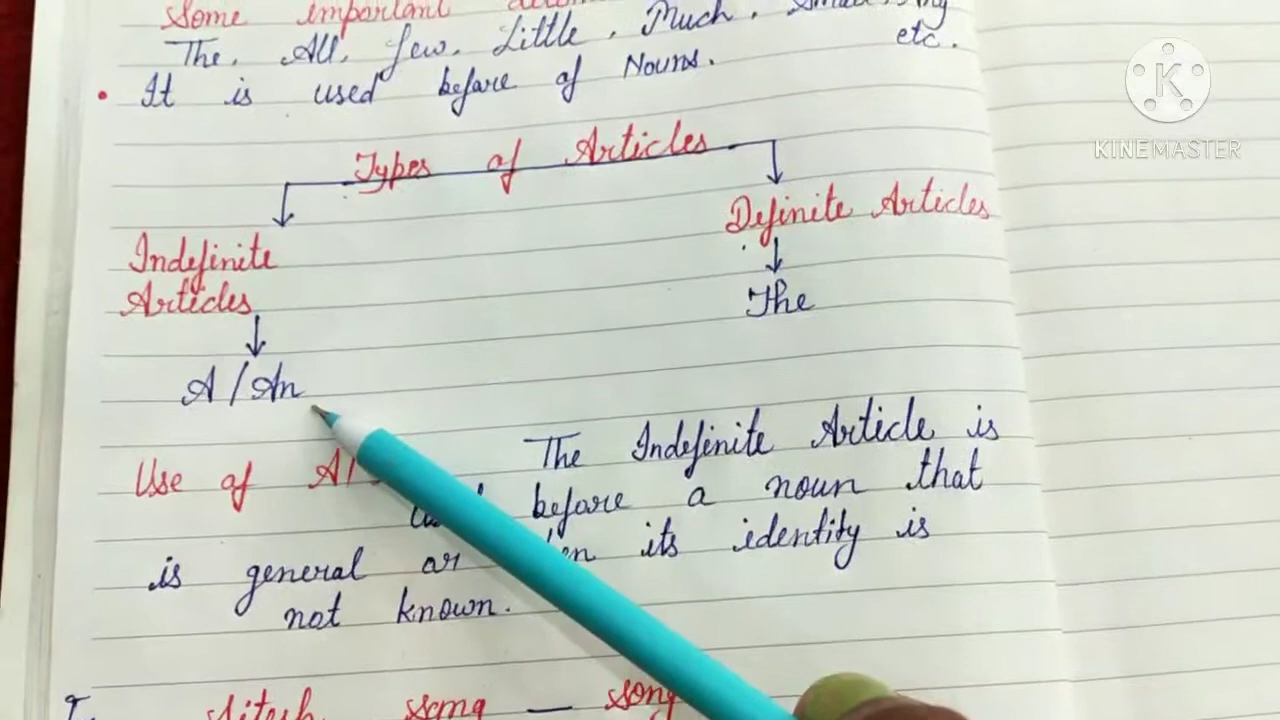 Some important
The, All, few, Little, Much,
etc.
• It is used before of Nouns.
Types of Articles
Indefinite Articles
Definite Articles
A/An
The
Use of A/
The Indefinite Article is
before a noun that
is general or its identity is
not known.
song — song
KINEMASTER